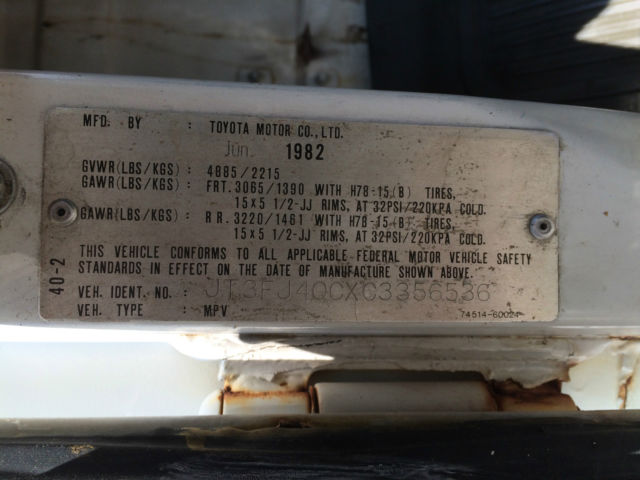 MFD. BY : TOYOTA MOTOR CO., LTD.
Jun. 1982
GVWR(LBS/KGS) : 4885/2215
GAWR(LBS/KGS) : FRT. 3065/1390 WITH H78-15(B) TIRES,
15×5 1/2-JJ RIMS, AT 32PSI/220KPA COLD.
GAWR(LBS/KGS) : RR. 3220/1461 WITH H78-15(B) TIRES,
15×5 1/2-JJ RIMS, AT 32PSI/220KPA COLD.
THIS VEHICLE CONFORMS TO ALL APPLICABLE FEDERAL MOTOR VEHICLE SAFETY
STANDARDS IN EFFECT ON THE DATE OF MANUFACTURE SHOWN ABOVE.
VEH. IDENT. NO. : JT3FJ40CXC3356536
VEH. TYPE : MPV
74514-60024
40-2